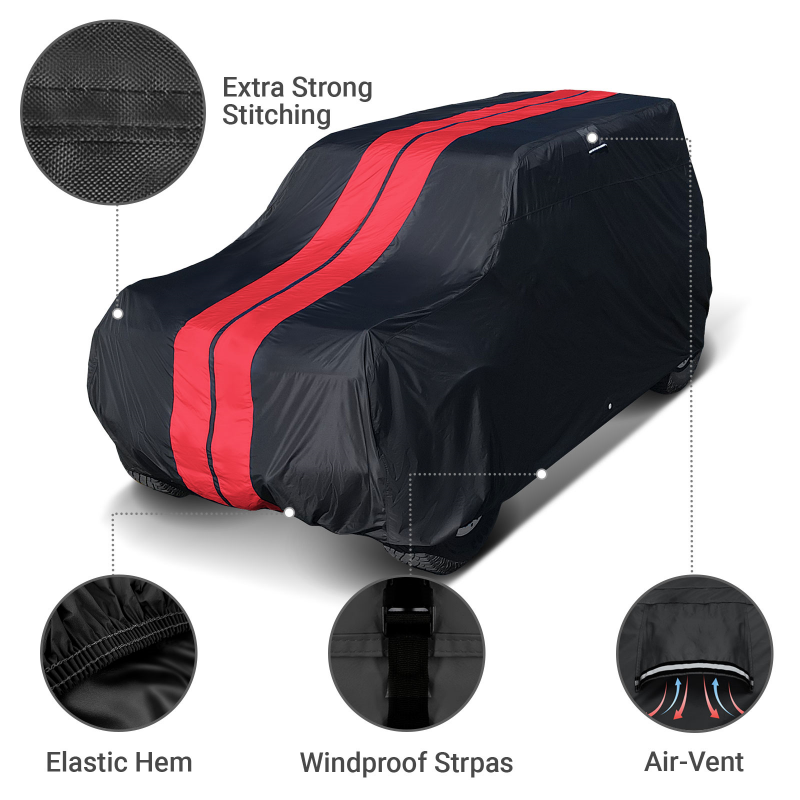 Extra Strong
Stitching
Elastic Hem
Windproof Strpas
Air-Vent